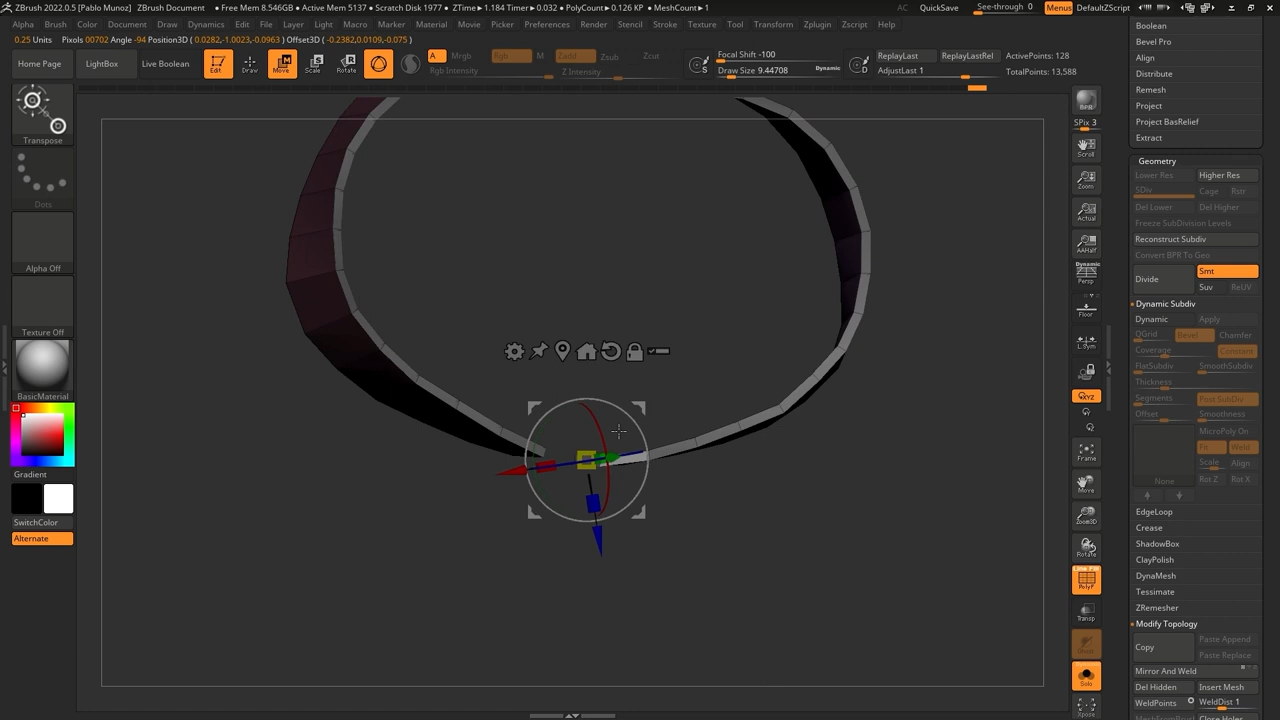 ZBrush 2022.0.5 [Pablo Munoz] ZBrush Document • Free Mem 8.546GB • Active Mem 5137 • Scratch Disk 1977 • ZTime▸1.184 Timer▸0.032 • PolyCount▸0.126 KP • MeshCount▸1
AC QuickSave See-through 0 Menus DefaultZScript
Alpha Brush Color Document Draw Dynamics Edit File Layer Light Macro Marker Material Movie Picker Preferences Render Stencil Stroke Texture Tool Transform Zplugin Zscript Help
0.25 Units Pixels 00702 Angle -94 Position3D ( 0.0282,-1.0023,-0.0963 ) Offset3D ( -0.2382,0.0109,-0.075 )
Home Page
LightBox
Live Boolean
Edit
Draw
Move
Scale
Rotate
A Mrgb
Rgb M
Rgb Intensity
Zadd Zsub Zcut
Z Intensity
S
Focal Shift -100
Draw Size 9.44708
Dynamic
D
ReplayLast ReplayLastRel
AdjustLast 1
ActivePoints: 128
TotalPoints: 13,588
Transpose
Dots
Alpha Off
Texture Off
BasicMaterial
Gradient
SwitchColor
Alternate
BPR
SPix 3
Scroll
Zoom
Actual
AAHalf
Dynamic
Persp
Floor
L.Sym
XYZ
Frame
Move
Zoom3D
Rotate
Line Fill
PolyF
Transp
Ghost
Dynamic
Solo
Xpose
Boolean
Bevel Pro
Align
Distribute
Remesh
Project
Project BasRelief
Extract
Geometry
Lower Res Higher Res
SDiv Cage Rstr
Del Lower Del Higher
Freeze SubDivision Levels
Reconstruct Subdiv
Convert BPR To Geo
Divide
Smt
Suv ReUV
Dynamic Subdiv
Dynamic Apply
QGrid Bevel Chamfer
Coverage Constant
FlatSubdiv SmoothSubdiv
Thickness
Segments Post SubDiv
Offset Smoothness
MicroPoly On
Fit Weld
Scale Align
None Rot Z Rot X
EdgeLoop
Crease
ShadowBox
ClayPolish
DynaMesh
Tessimate
ZRemesher
Modify Topology
Copy
Paste Append
Paste Replace
Mirror And Weld
Del Hidden Insert Mesh
WeldPoints WeldDist 1
Close Holes